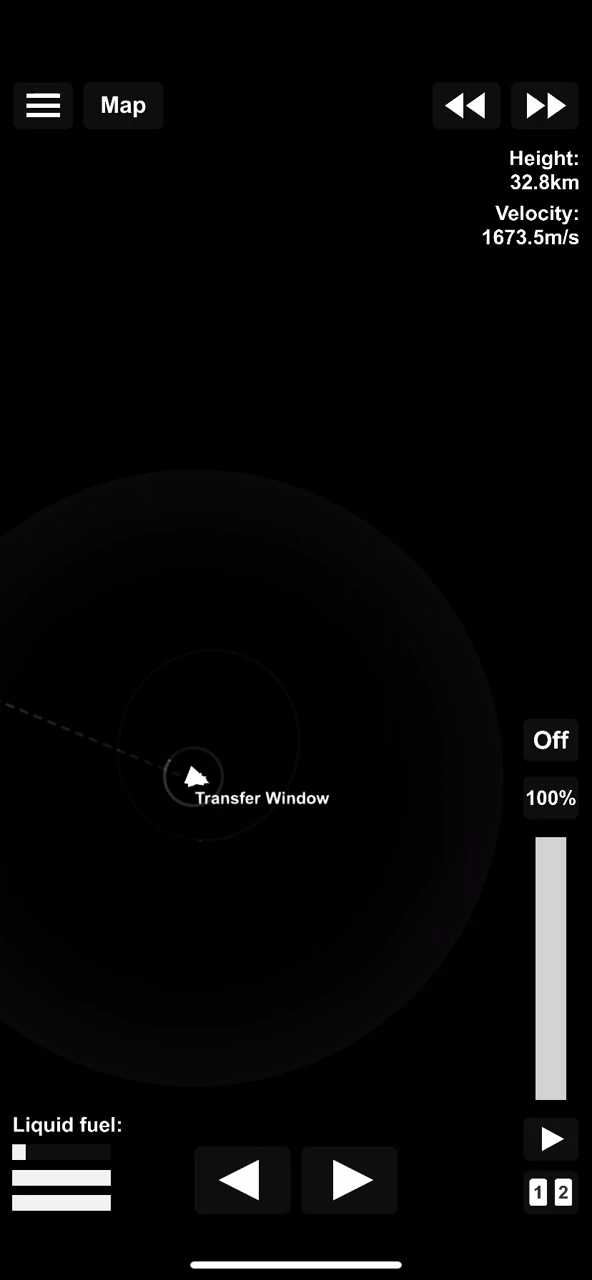 Map
Height:
32.8km
Velocity:
1673.5m/s
Off
Transfer Window
100%
Liquid fuel:
1 2